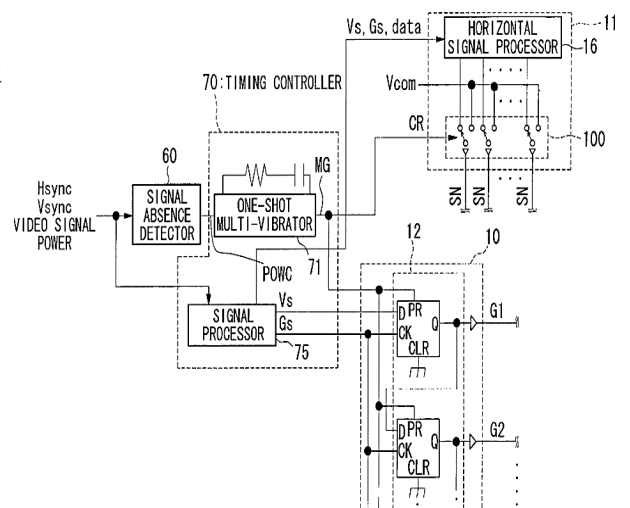 Vs, Gs, data
HORIZONTAL
SIGNAL PROCESSOR
11
16
70:TIMING CONTROLLER
Vcom
CR
100
60
MG
Hsync
Vsync
VIDEO SIGNAL
POWER
SIGNAL
ABSENCE
DETECTOR
ONE-SHOT
MULTI-VIBRATOR
71
SN
SN
SN
POWC
12
10
SIGNAL
PROCESSOR
75
Vs
Gs
D
PR
CK
Q
CLR
G1
D
PR
CK
Q
CLR
G2